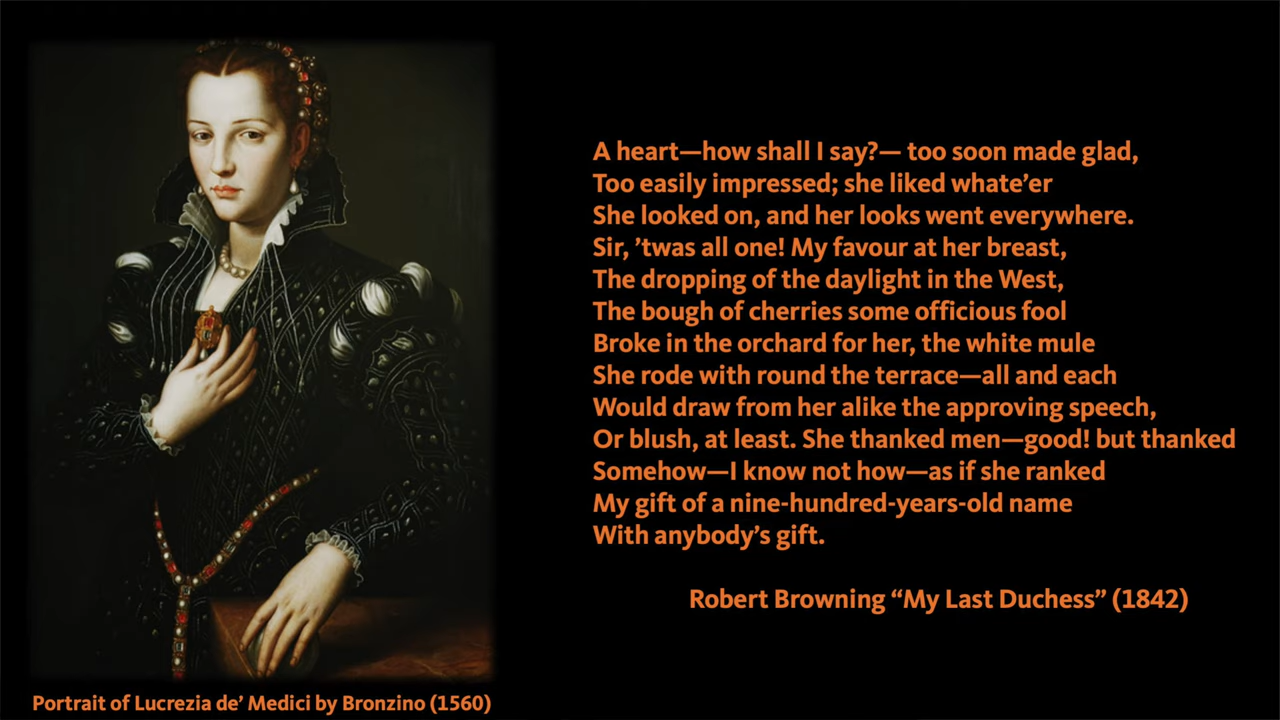 A heart—how shall I say?— too soon made glad,
Too easily impressed; she liked whate’er
She looked on, and her looks went everywhere.
Sir, ’twas all one! My favour at her breast,
The dropping of the daylight in the West,
The bough of cherries some officious fool
Broke in the orchard for her, the white mule
She rode with round the terrace—all and each
Would draw from her alike the approving speech,
Or blush, at least. She thanked men—good! but thanked
Somehow—I know not how—as if she ranked
My gift of a nine-hundred-years-old name
With anybody’s gift.
Robert Browning “My Last Duchess” (1842)
Portrait of Lucrezia de’ Medici by Bronzino (1560)